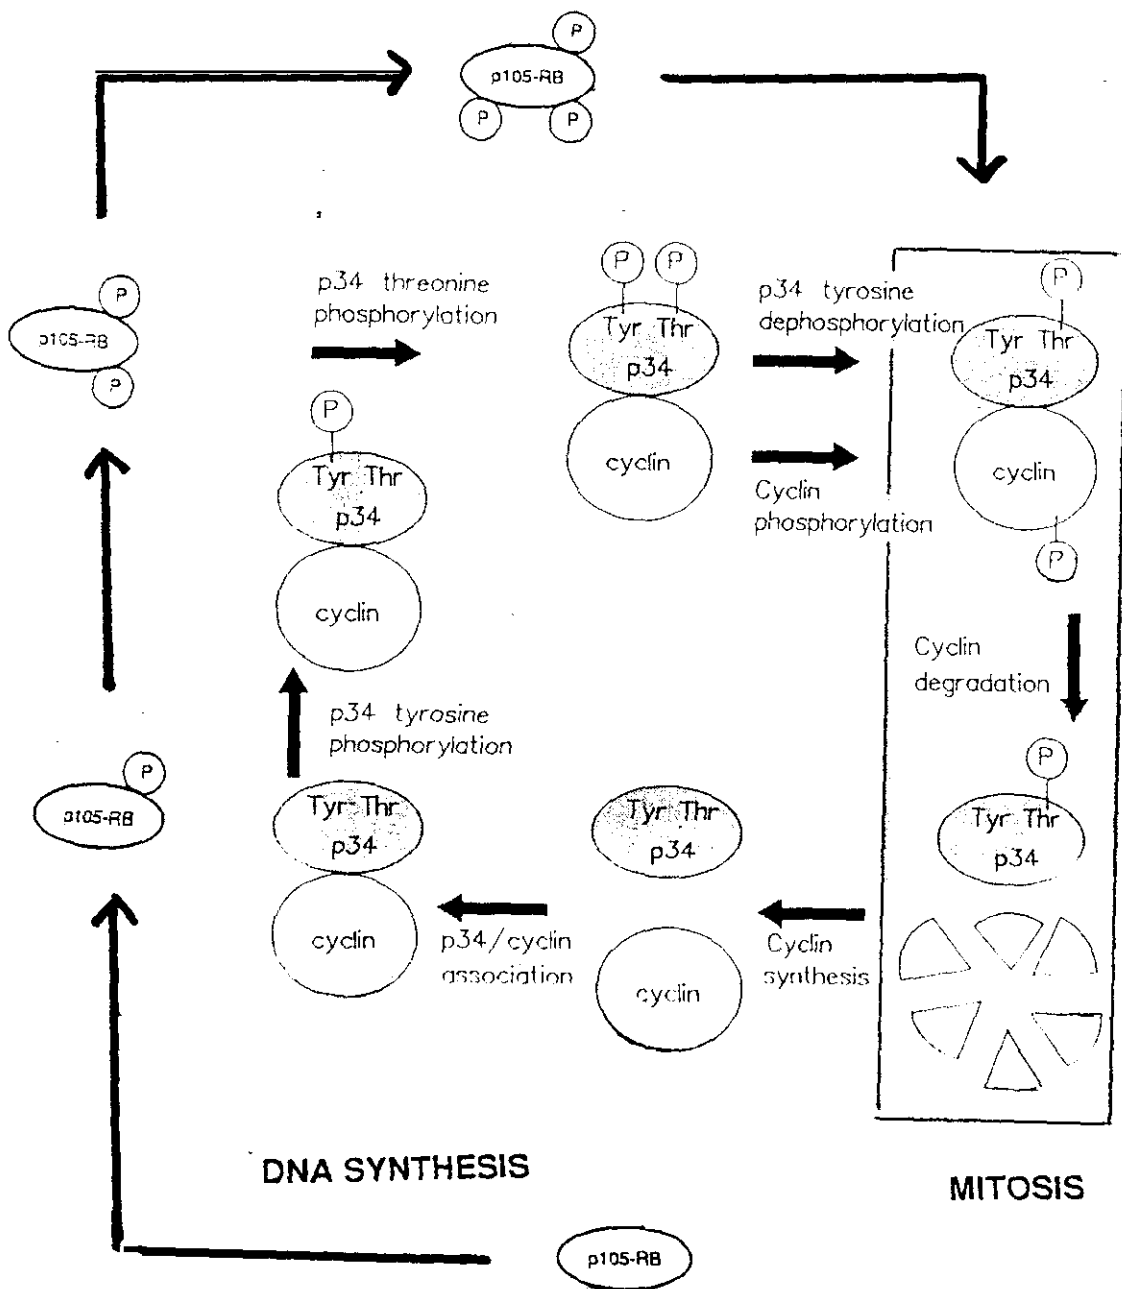 P
p105-RB
P
P
p34 threonine
phosphorylation
P
P
Tyr Thr
p34
cyclin
p34 tyrosine
dephosphorylation
Cyclin
phosphorylation
P
Tyr Thr
p34
cyclin
P
P
p105-RB
P
P
Tyr Thr
p34
cyclin
Cyclin
degradation
p34 tyrosine
phosphorylation
P
p105-RB
Tyr Thr
p34
cyclin
p34/cyclin
association
Tyr Thr
p34
cyclin
Cyclin
synthesis
P
Tyr Thr
p34
DNA SYNTHESIS
MITOSIS
p105-RB